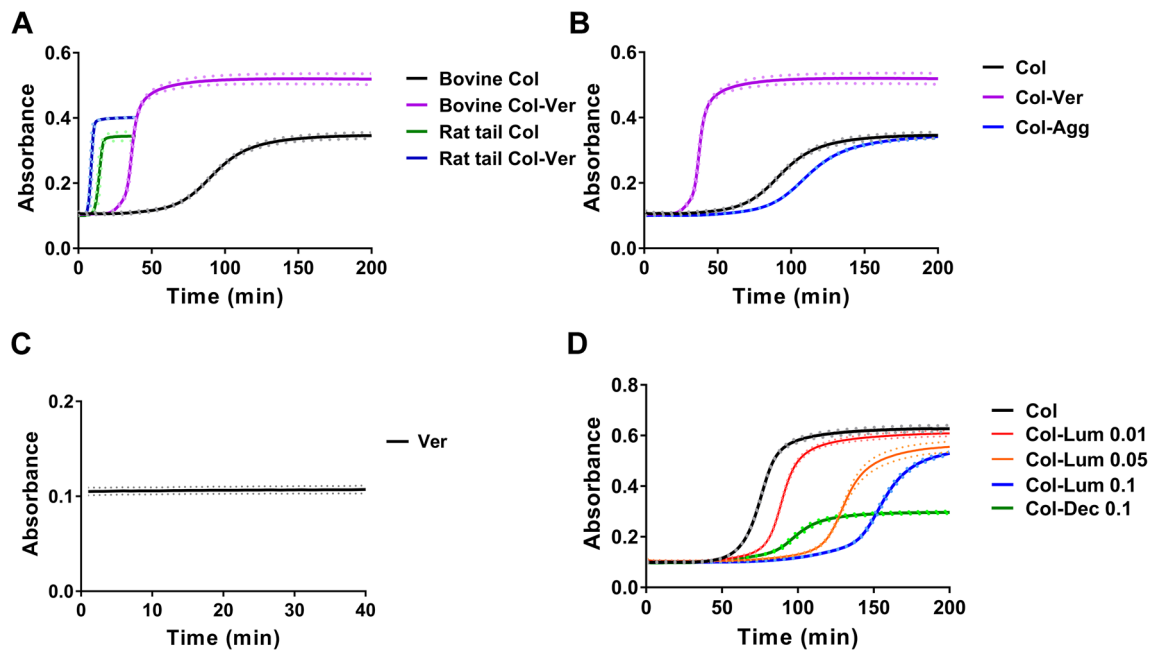 A
Absorbance
0.6
0.4
0.2
0.0
0 50 100 150 200
Time (min)
Bovine Col
Bovine Col-Ver
Rat tail Col
Rat tail Col-Ver
B
Absorbance
0.6
0.4
0.2
0.0
0 50 100 150 200
Time (min)
Col
Col-Ver
Col-Agg
C
Absorbance
0.2
0.1
0.0
0 10 20 30 40
Time (min)
Ver
D
Absorbance
0.8
0.6
0.4
0.2
0.0
0 50 100 150 200
Time (min)
Col
Col-Lum 0.01
Col-Lum 0.05
Col-Lum 0.1
Col-Dec 0.1